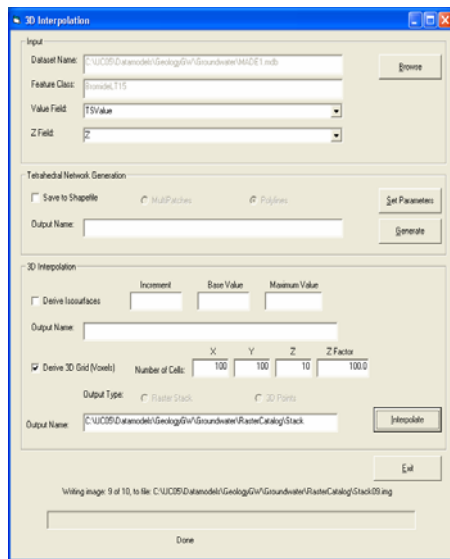 3D Interpolation
Input
Dataset Name: C:\UC05\Datamodels\GeologyGW\Groundwater\MADE1.mdb
Browse
Feature Class: BromideLT15
Value Field: TSValue
Z Field: Z
Tetrahedial Network Generation
Save to Shapefile MultiPatches Polylines Set Parameters
Output Name: Generate
3D Interpolation
Increment Base Value Maximum Value
Derive Isosurfaces
Output Name:
X Y Z Z Factor
Derive 3D Grid (Voxels) Number of Cells: 100 100 10 100.0
Output Type: Raster Stack 3D Points
Output Name: C:\UC05\Datamodels\GeologyGW\Groundwater\RasterCatalog\Stack Interpolate
Exit
Writing image: 9 of 10, to file: C:\UC05\Datamodels\GeologyGW\Groundwater\RasterCatalog\Stack09.img
Done